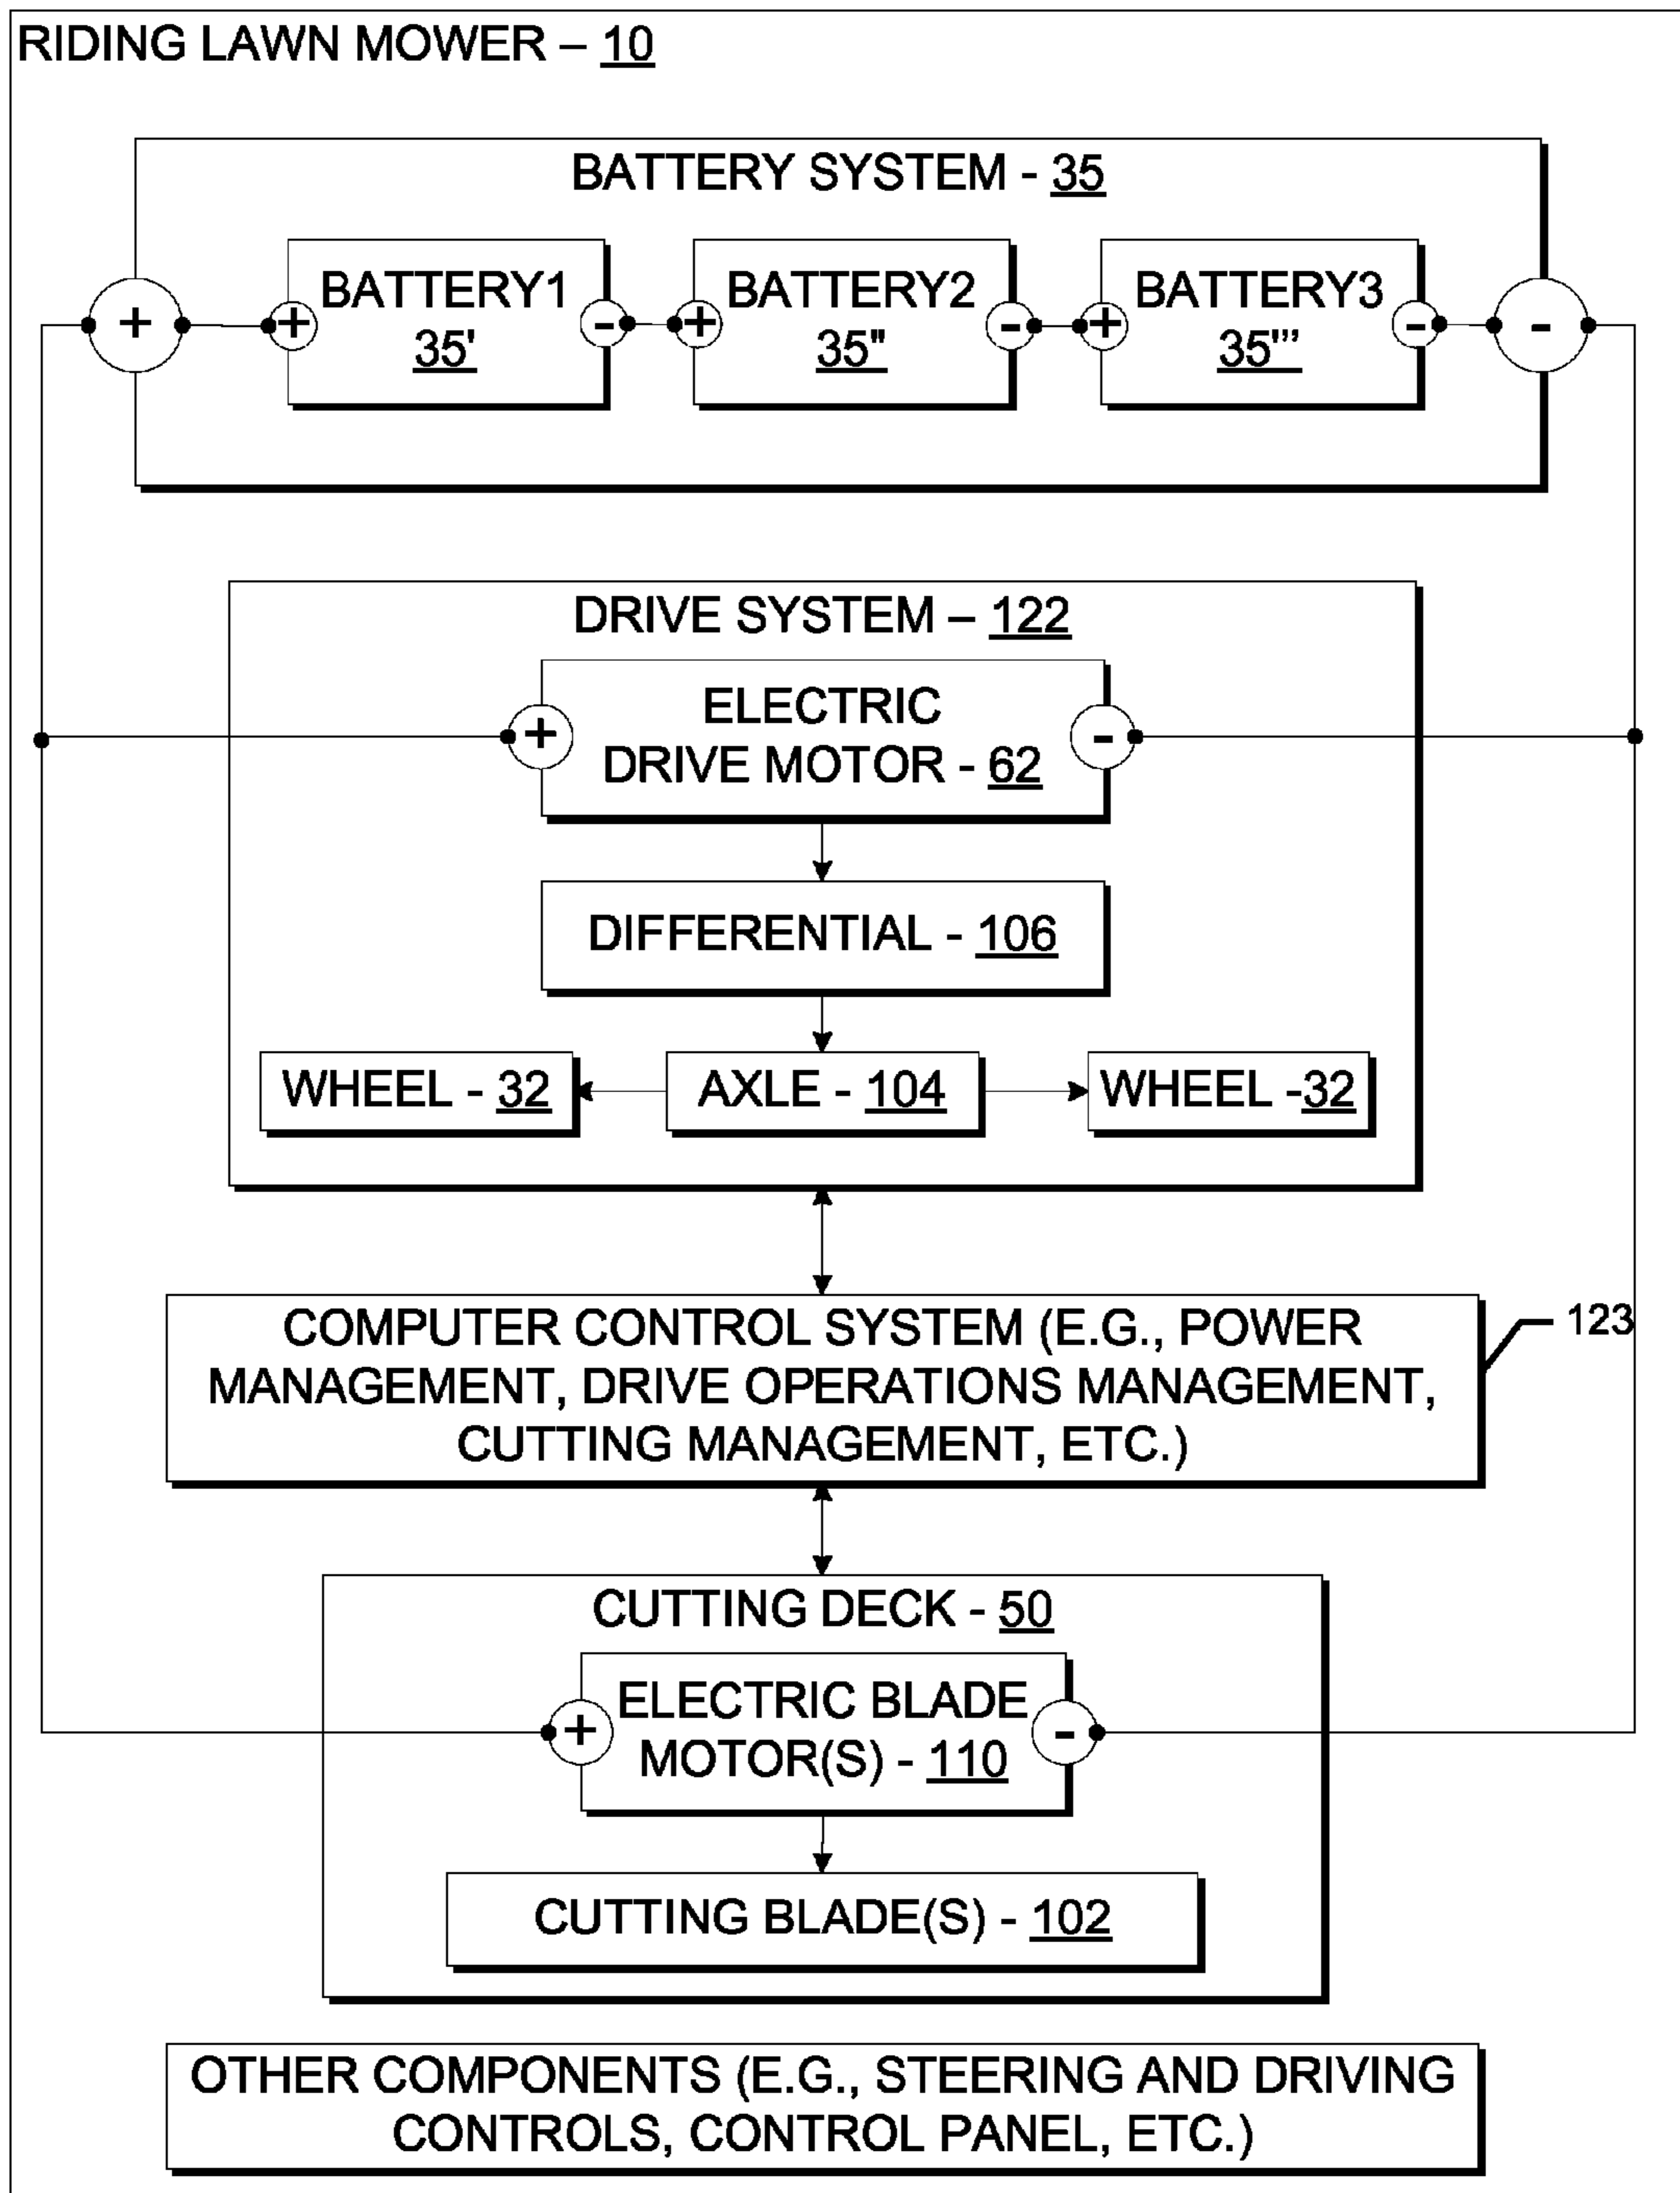 RIDING LAWN MOWER – 10
BATTERY SYSTEM - 35
+ + BATTERY1 - + BATTERY2 - + BATTERY3 - -
35' 35" 35'"
DRIVE SYSTEM – 122
ELECTRIC
+ DRIVE MOTOR - 62 -
DIFFERENTIAL - 106
WHEEL - 32 AXLE - 104 WHEEL -32
COMPUTER CONTROL SYSTEM (E.G., POWER
MANAGEMENT, DRIVE OPERATIONS MANAGEMENT,
CUTTING MANAGEMENT, ETC.)
123
CUTTING DECK - 50
+ ELECTRIC BLADE -
MOTOR(S) - 110
CUTTING BLADE(S) - 102
OTHER COMPONENTS (E.G., STEERING AND DRIVING
CONTROLS, CONTROL PANEL, ETC.)